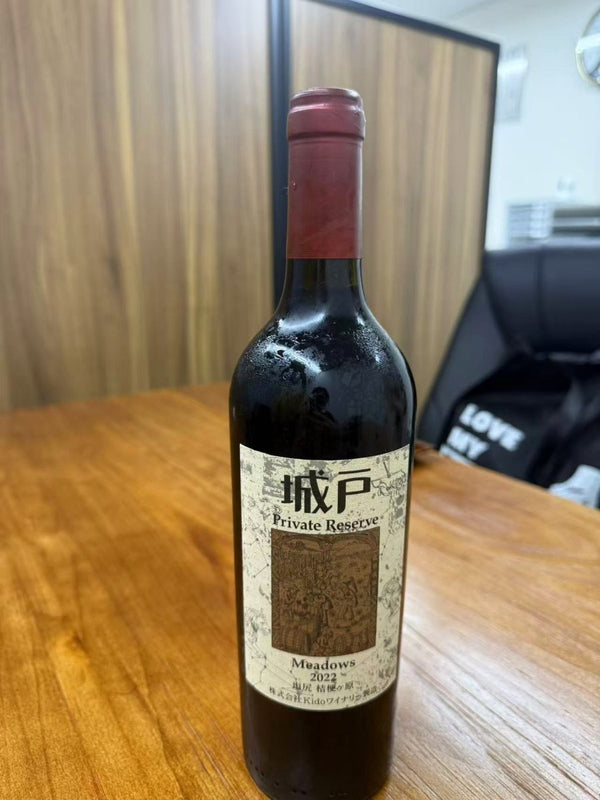 城戸
Private Reserve
Meadows
2022
塩尻 桔梗ヶ原
株式会社Kidoワイナリー製造
LOVE
MY